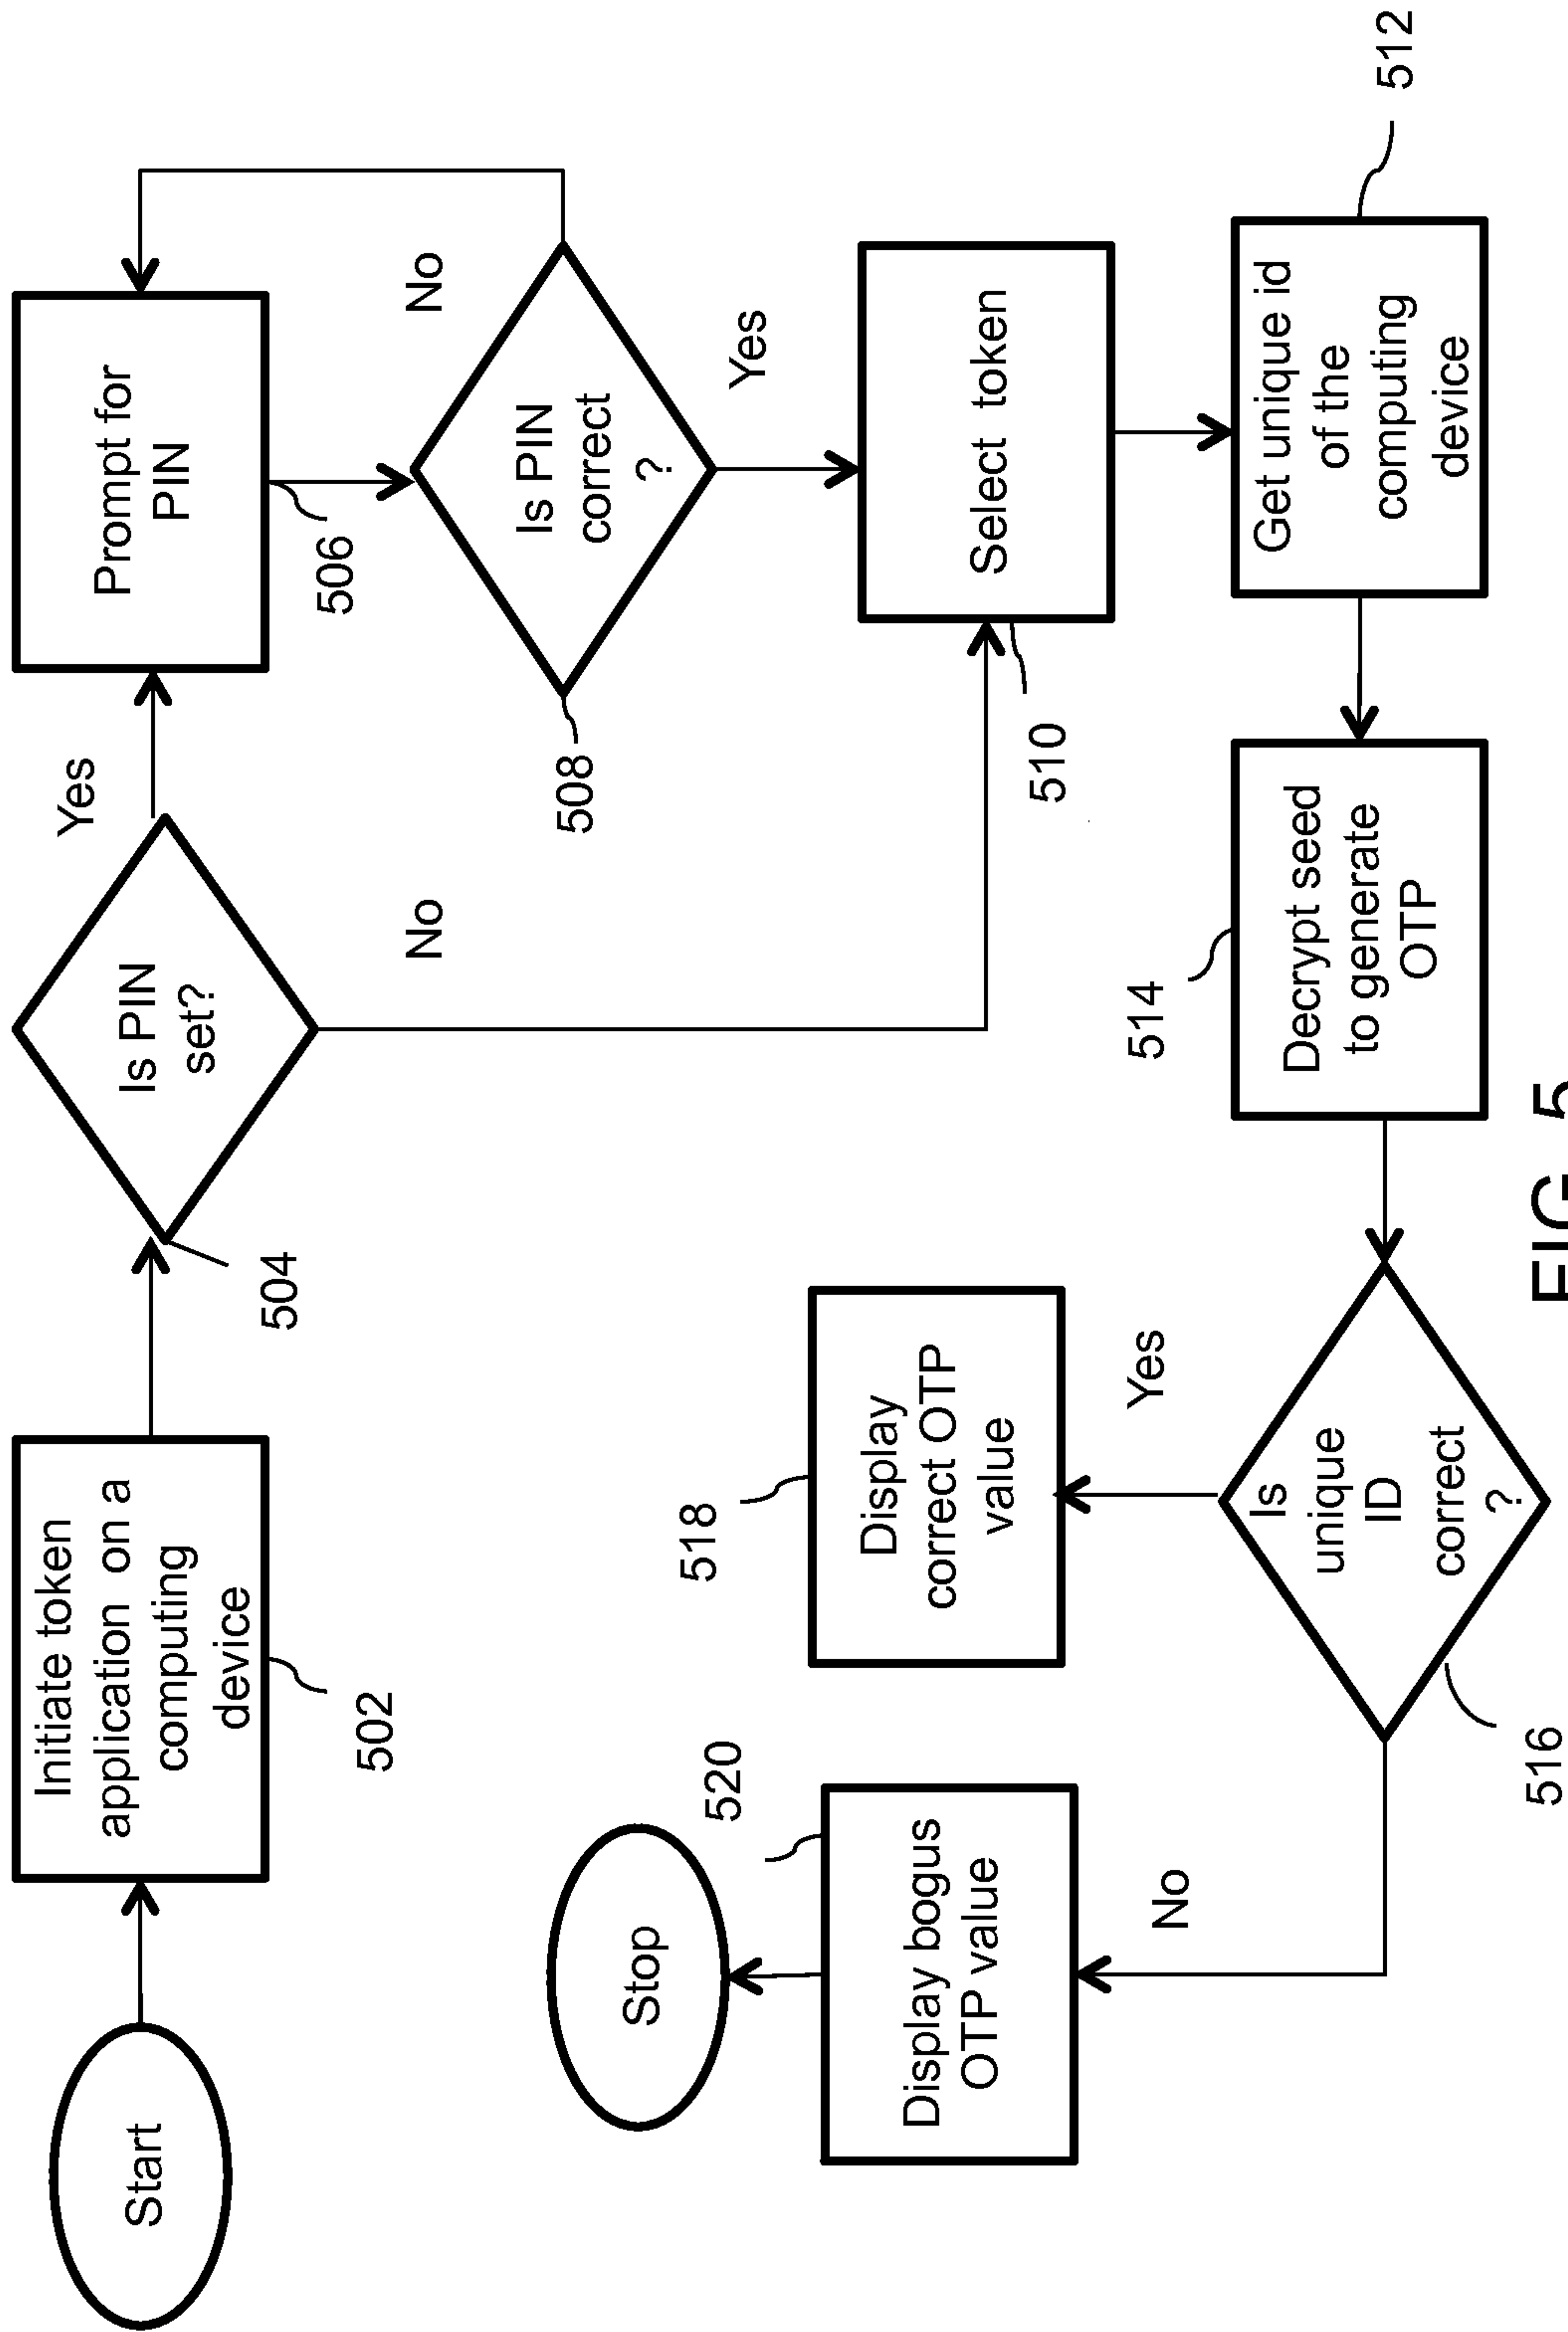 Start
Initiate token
application on a
computing
device
502
Is PIN
set?
504
Yes
No
Prompt for
PIN
506
Is PIN
correct
?
508
No
Yes
Select token
510
Get unique id
of the
computing
device
512
Decrypt seed
to generate
OTP
514
Is
unique
ID
correct
?
516
Yes
Display
correct OTP
value
518
No
Display bogus
OTP value
520
Stop
FIG. 5